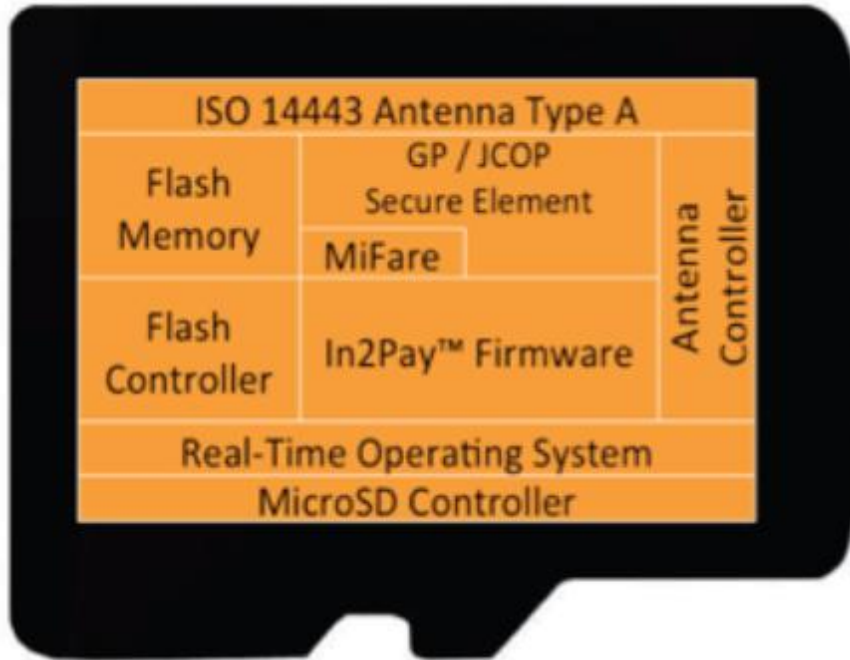 ISO 14443 Antenna Type A
Flash
Memory
GP / JCOP
Secure Element
MiFare
Antenna
Controller
Flash
Controller
In2Pay™ Firmware
Real-Time Operating System
MicroSD Controller